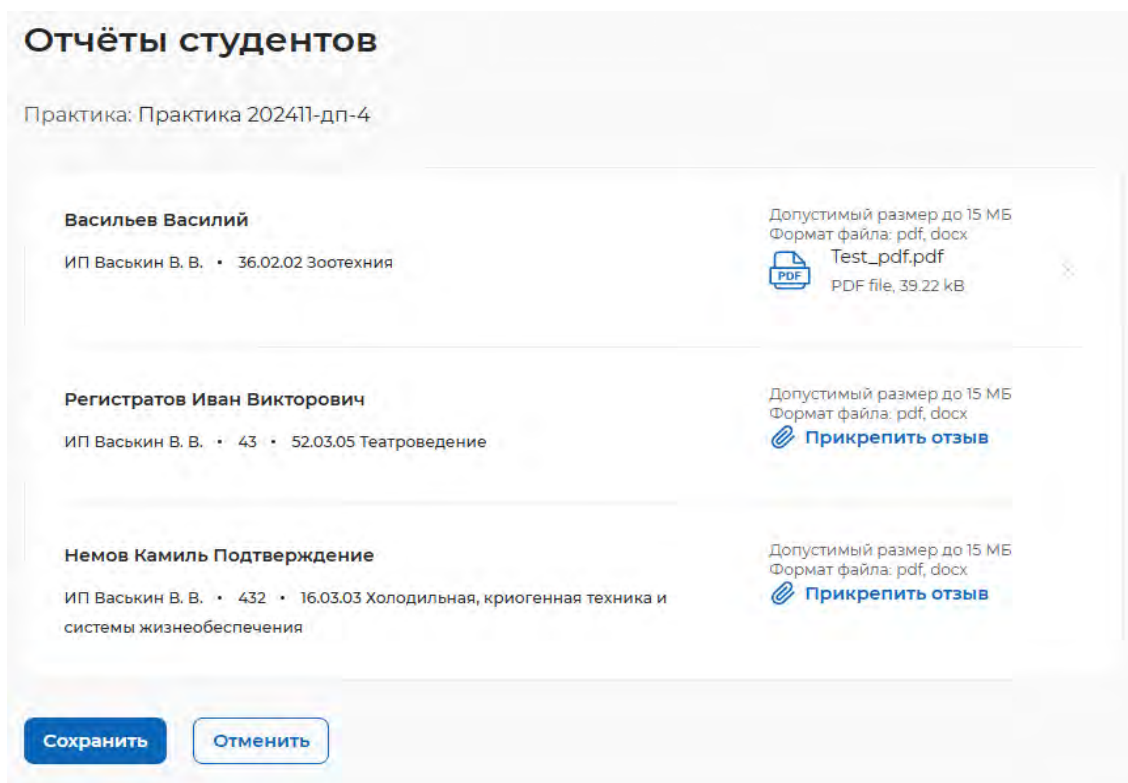 Отчёты студентов
Практика: Практика 202411-дп-4
Васильев Василий
ИП Васькин В. В. • 36.02.02 Зоотехния
Допустимый размер до 15 МБ
Формат файла: pdf, docx
PDF
Test_pdf.pdf
PDF file, 39.22 kB
Регистратов Иван Викторович
ИП Васькин В. В. • 43 • 52.03.05 Театроведение
Допустимый размер до 15 МБ
Формат файла: pdf, docx
Прикрепить отзыв
Немов Камиль Подтверждение
ИП Васькин В. В. • 432 • 16.03.03 Холодильная, криогенная техника и
системы жизнеобеспечения
Допустимый размер до 15 МБ
Формат файла: pdf, docx
Прикрепить отзыв
Сохранить
Отменить